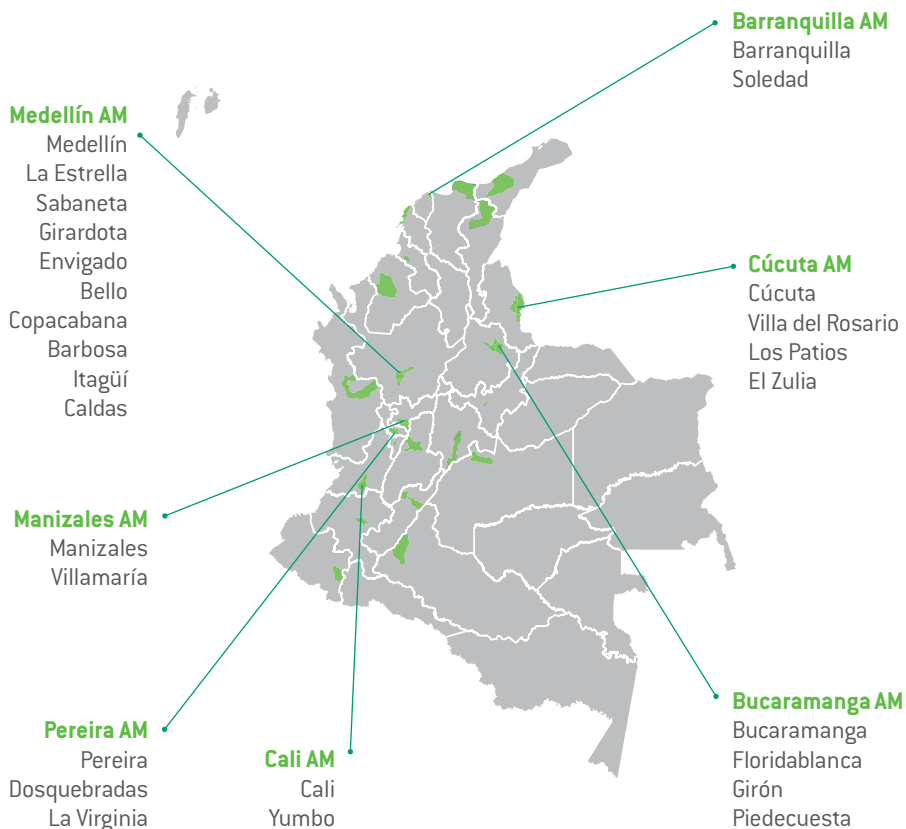 Barranquilla AM
Barranquilla
Soledad
Medellín AM
Medellín
La Estrella
Sabaneta
Girardota
Envigado
Bello
Copacabana
Barbosa
Itagüí
Caldas
Cúcuta AM
Cúcuta
Villa del Rosario
Los Patios
El Zulia
Manizales AM
Manizales
Villamaría
Pereira AM
Pereira
Dosquebradas
La Virginia
Cali AM
Cali
Yumbo
Bucaramanga AM
Bucaramanga
Floridablanca
Girón
Piedecuesta